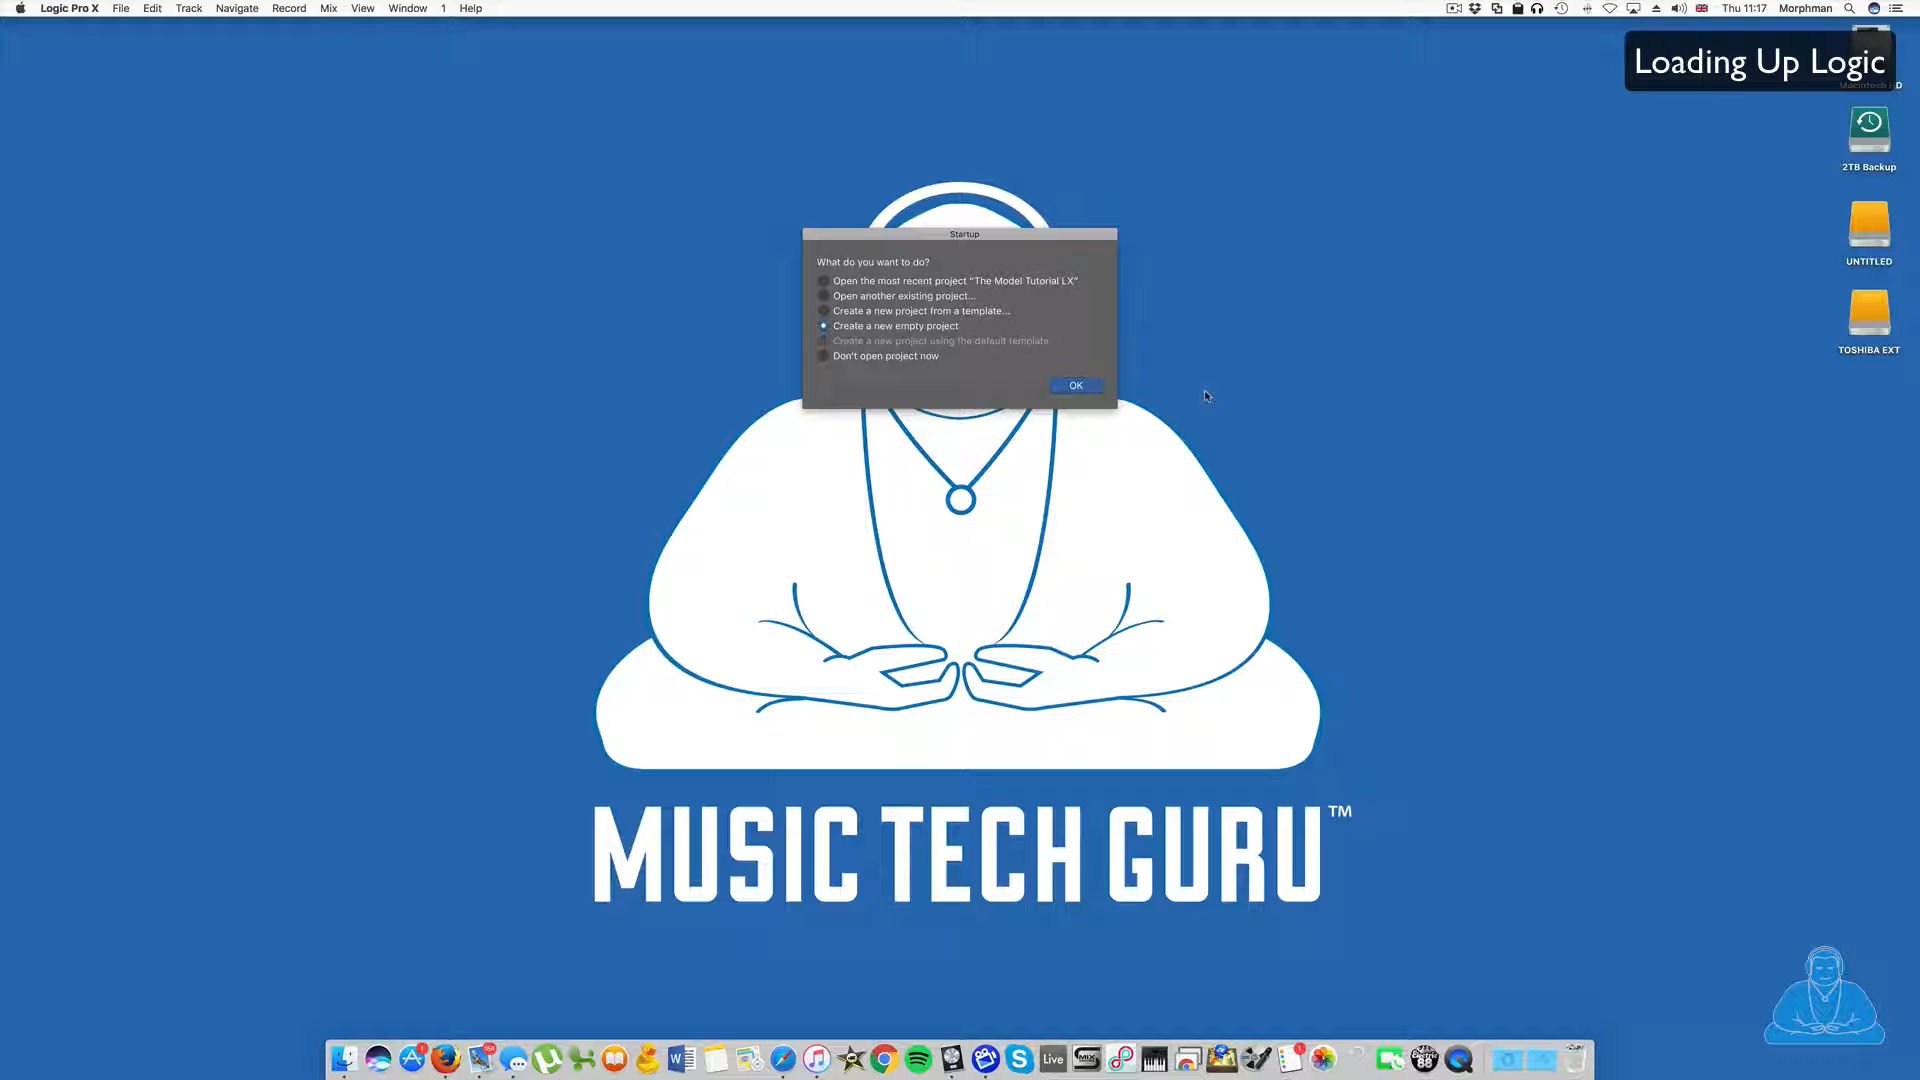 Logic Pro X File Edit Track Navigate Record Mix View Window 1 Help
Thu 11:17 Morphman
Loading Up Logic
2TB Backup
UNTITLED
TOSHIBA EXT
Startup
What do you want to do?
Open the most recent project "The Model Tutorial LX"
Open another existing project...
Create a new project from a template...
Create a new empty project
Create a new project using the default template
Don't open project now
OK
MUSIC TECH GURU™
Live